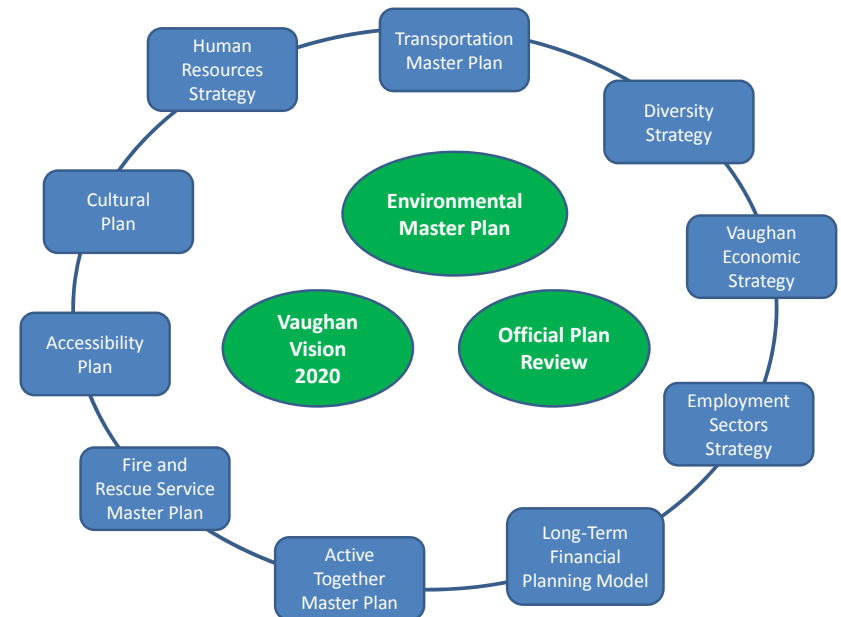 Transportation
Master Plan
Human
Resources
Strategy
Diversity
Strategy
Cultural
Plan
Environmental
Master Plan
Vaughan
Economic
Strategy
Accessibility
Plan
Vaughan
Vision
2020
Official Plan
Review
Employment
Sectors
Strategy
Fire and
Rescue Service
Master Plan
Long-Term
Financial
Planning Model
Active
Together
Master Plan